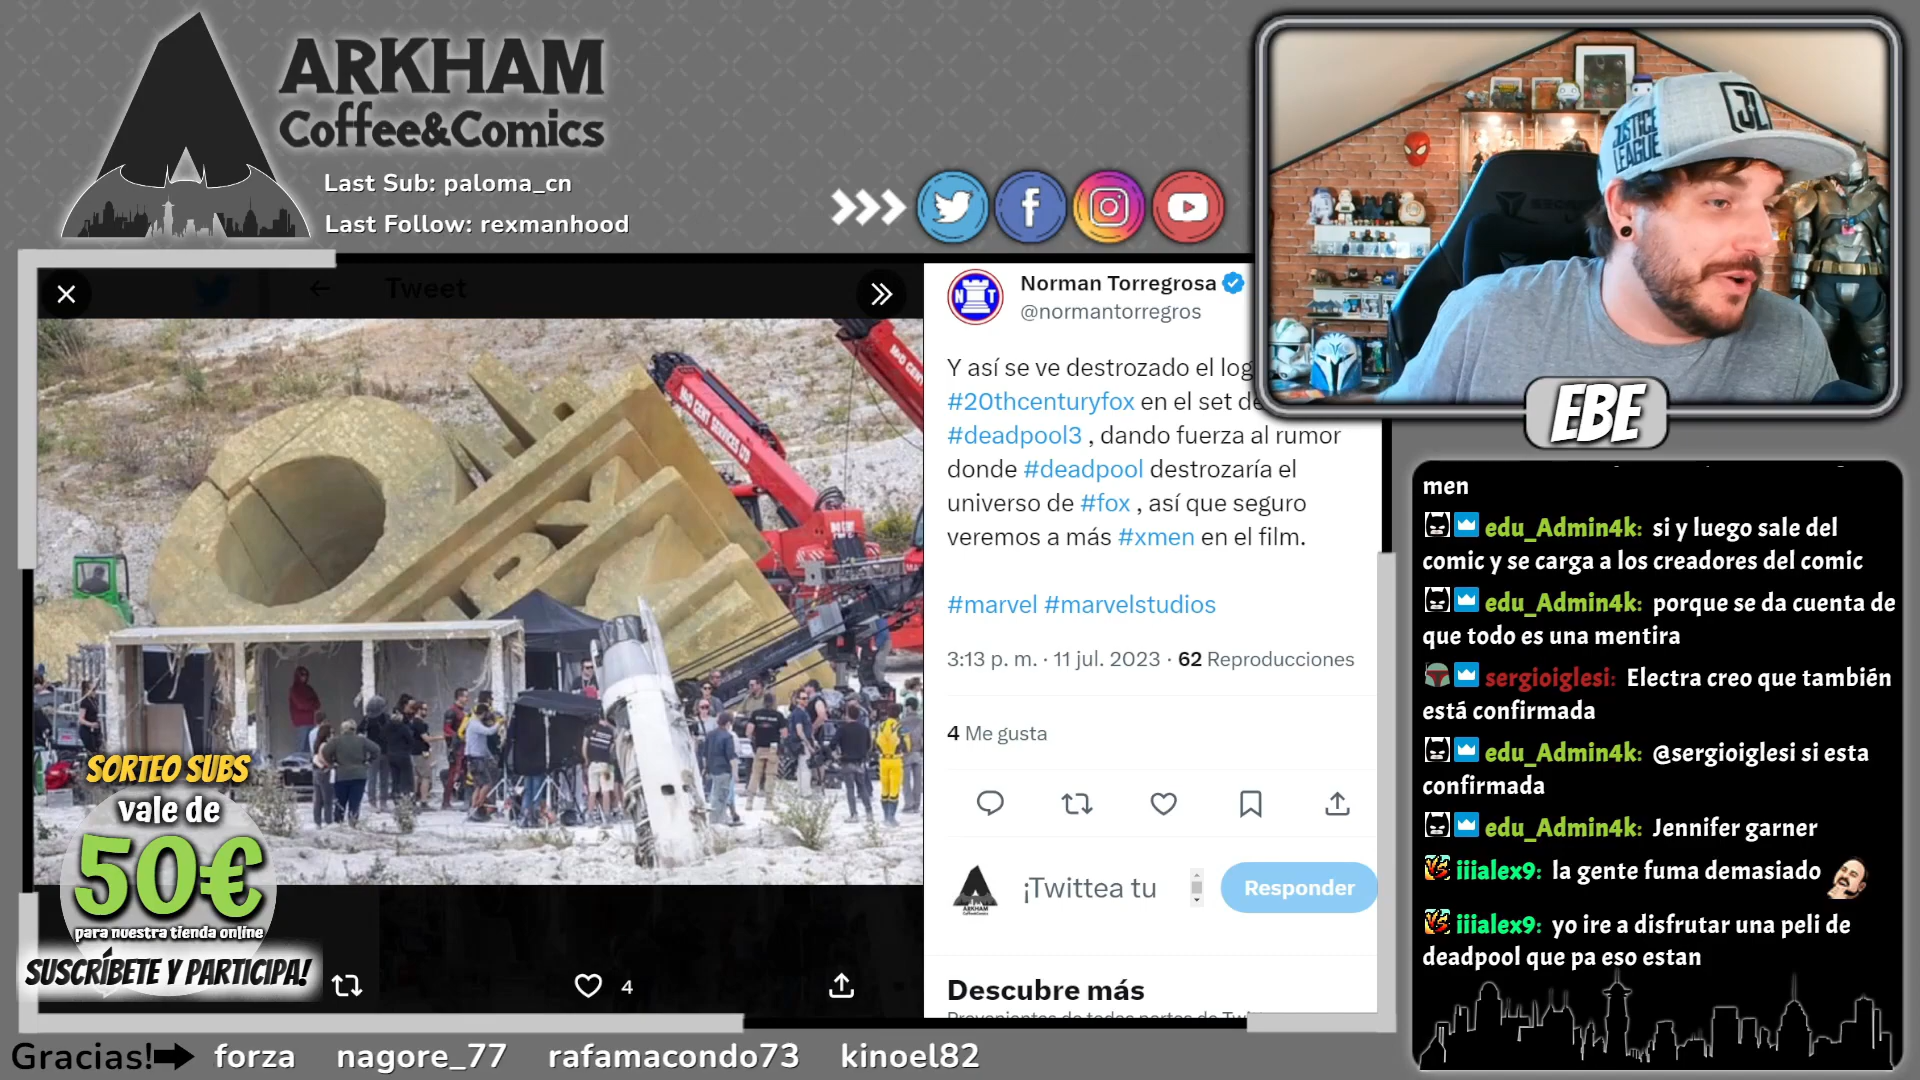 ARKHAM
Coffee&Comics
Last Sub: paloma_cn
Last Follow: rexmanhood
JUSTICE
LEAGUE
JL
EBE
Tweet
M&D CENT SERVICES LTD
Norman Torregrosa
@normantorregros
Y así se ve destrozado el log
#20thcenturyfox en el set de
#deadpool3 , dando fuerza al rumor
donde #deadpool destrozaría el
universo de #fox , así que seguro
veremos a más #xmen en el film.
#marvel #marvelstudios
3:13 p. m. · 11 jul. 2023 · 62 Reproducciones
4 Me gusta
¡Twittea tu
Responder
ARKHAM
Descubre más
4
SORTEO SUBS
vale de
50€
para nuestra tienda online
SUSCRÍBETE Y PARTICIPA!
men
edu_Admin4k: si y luego sale del
comic y se carga a los creadores del comic
edu_Admin4k: porque se da cuenta de
que todo es una mentira
sergioiglesi: Electra creo que también
está confirmada
edu_Admin4k: @sergioiglesi si esta
confirmada
edu_Admin4k: Jennifer garner
iiialex9: la gente fuma demasiado
iiialex9: yo ire a disfrutar una peli de
deadpool que pa eso estan
Gracias! forza nagore_77 rafamacondo73 kinoel82